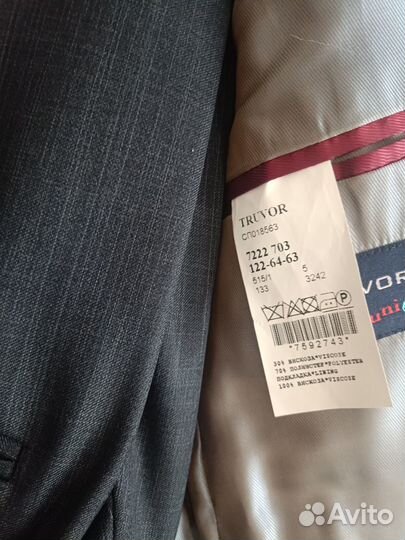 TRUVOR
СП018563
7222 703
122-64-63
515/1 5
133 3242
*7592743*
30% ВИСКОЗА*VISCOSE
70% ПОЛИЭСТЕР*POLYESTER
ПОДКЛАДКА*LINING
100% ВИСКОЗА*VISCOSE
VOR
uni
Avito